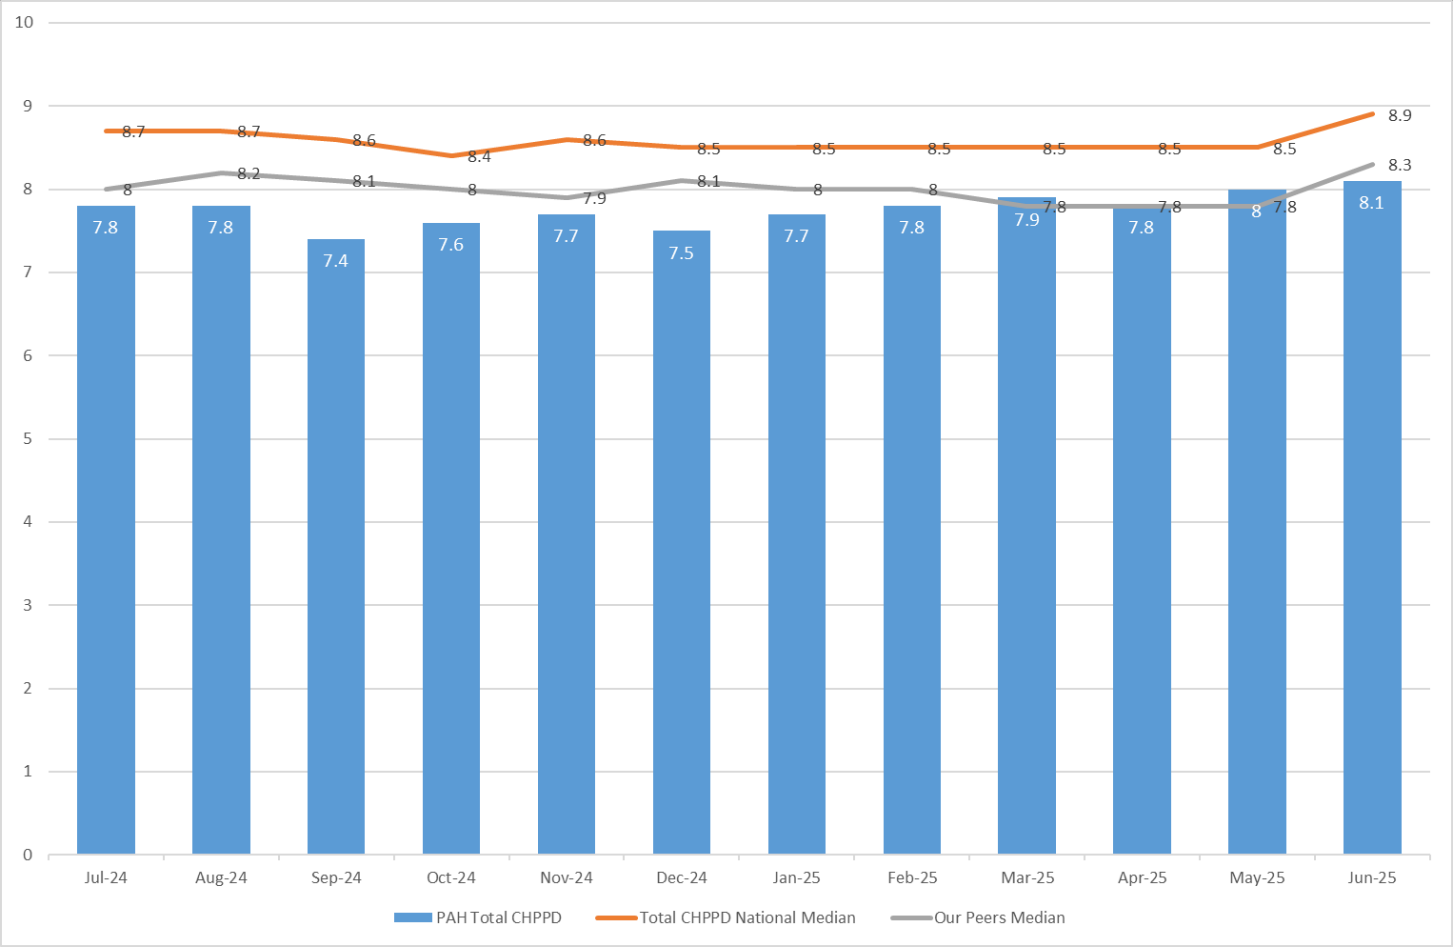 10
9
8
7
6
5
4
3
2
1
0
8.7 8.7 8.6 8.4 8.6 8.5 8.5 8.5 8.5 8.5 8.5 8.9
8 8.2 8.1 8 7.9 8.1 8 8 7.8 7.8 7.8 8.3
7.8 7.8 7.4 7.6 7.7 7.5 7.7 7.8 7.9 7.8 8 8.1
Jul-24 Aug-24 Sep-24 Oct-24 Nov-24 Dec-24 Jan-25 Feb-25 Mar-25 Apr-25 May-25 Jun-25
PAH Total CHPPD Total CHPPD National Median Our Peers Median